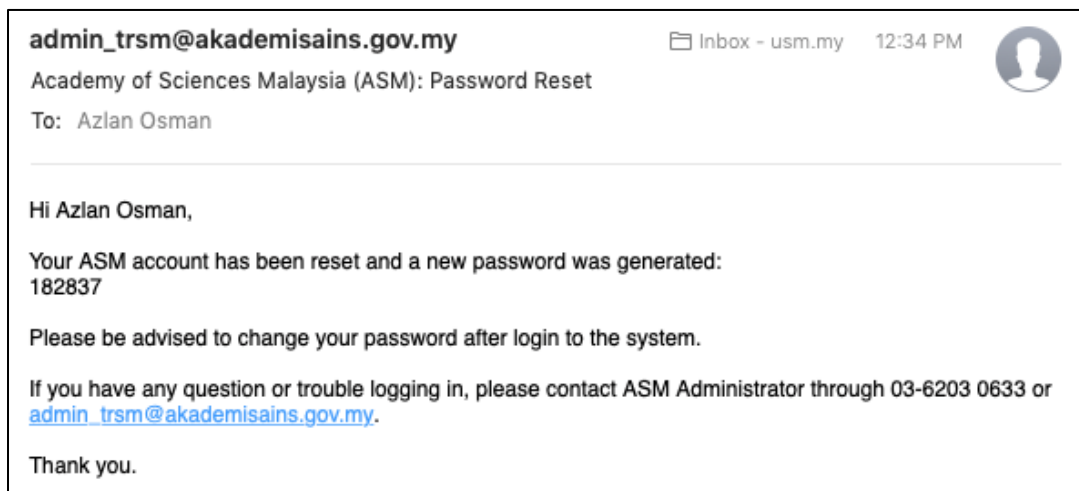 admin_trsm@akademisains.gov.my
Inbox - usm.my 12:34 PM
Academy of Sciences Malaysia (ASM): Password Reset
To: Azlan Osman
Hi Azlan Osman,
Your ASM account has been reset and a new password was generated:
182837
Please be advised to change your password after login to the system.
If you have any question or trouble logging in, please contact ASM Administrator through 03-6203 0633 or
admin_trsm@akademisains.gov.my.
Thank you.